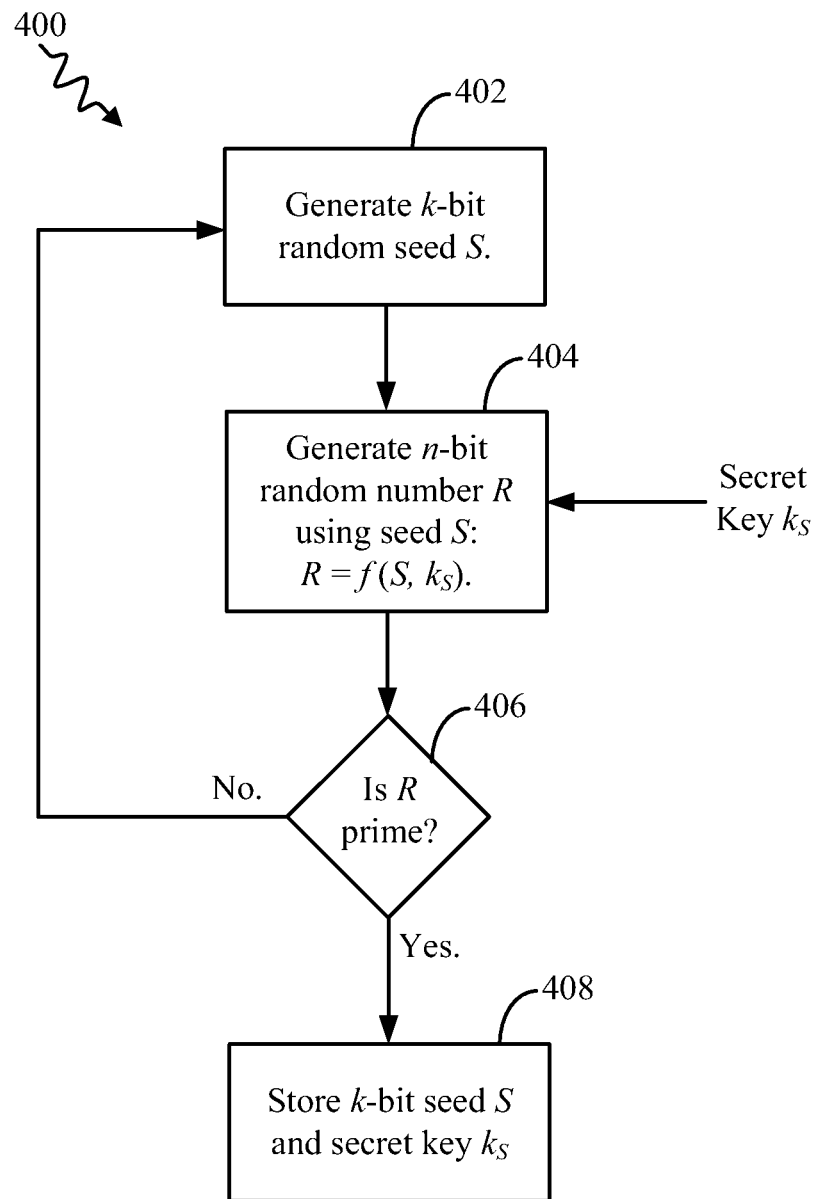 400
402
Generate k-bit
random seed S.
404
Generate n-bit
random number R
using seed S:
R = f (S, kS).
Secret
Key kS
406
No.
Is R
prime?
Yes.
408
Store k-bit seed S
and secret key kS